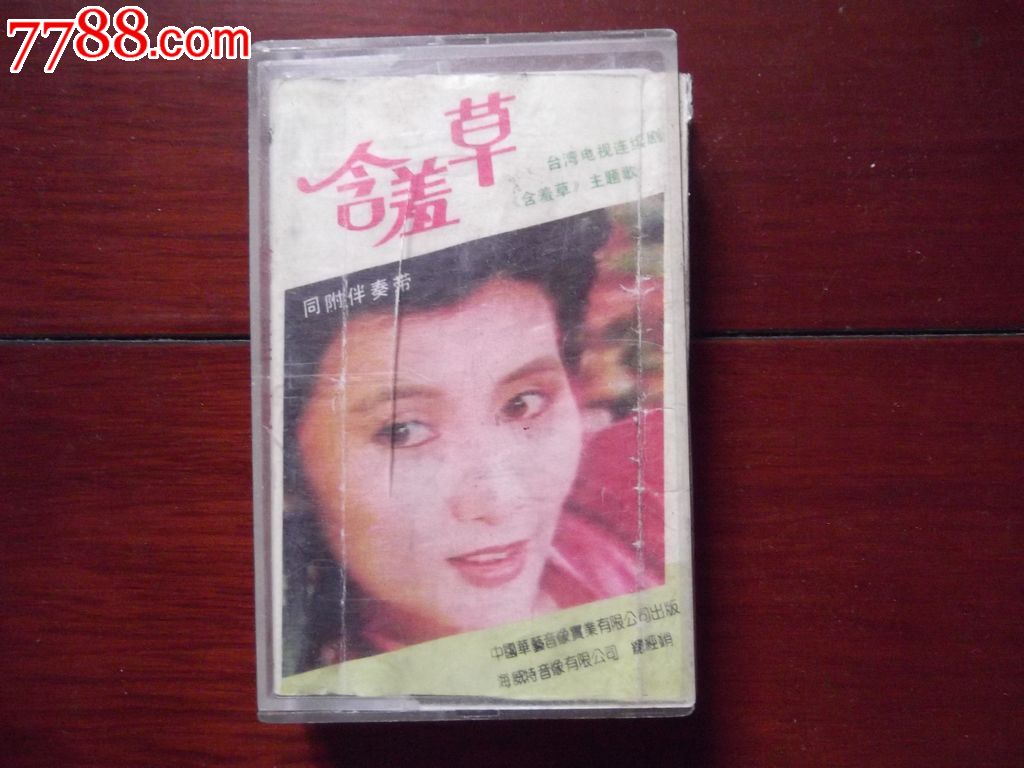 7788.com
含羞草
台湾电视连续剧
《含羞草》主题歌
同附伴奏带
中國華藝音像實業有限公司出版
海威特音像有限公司 總經銷